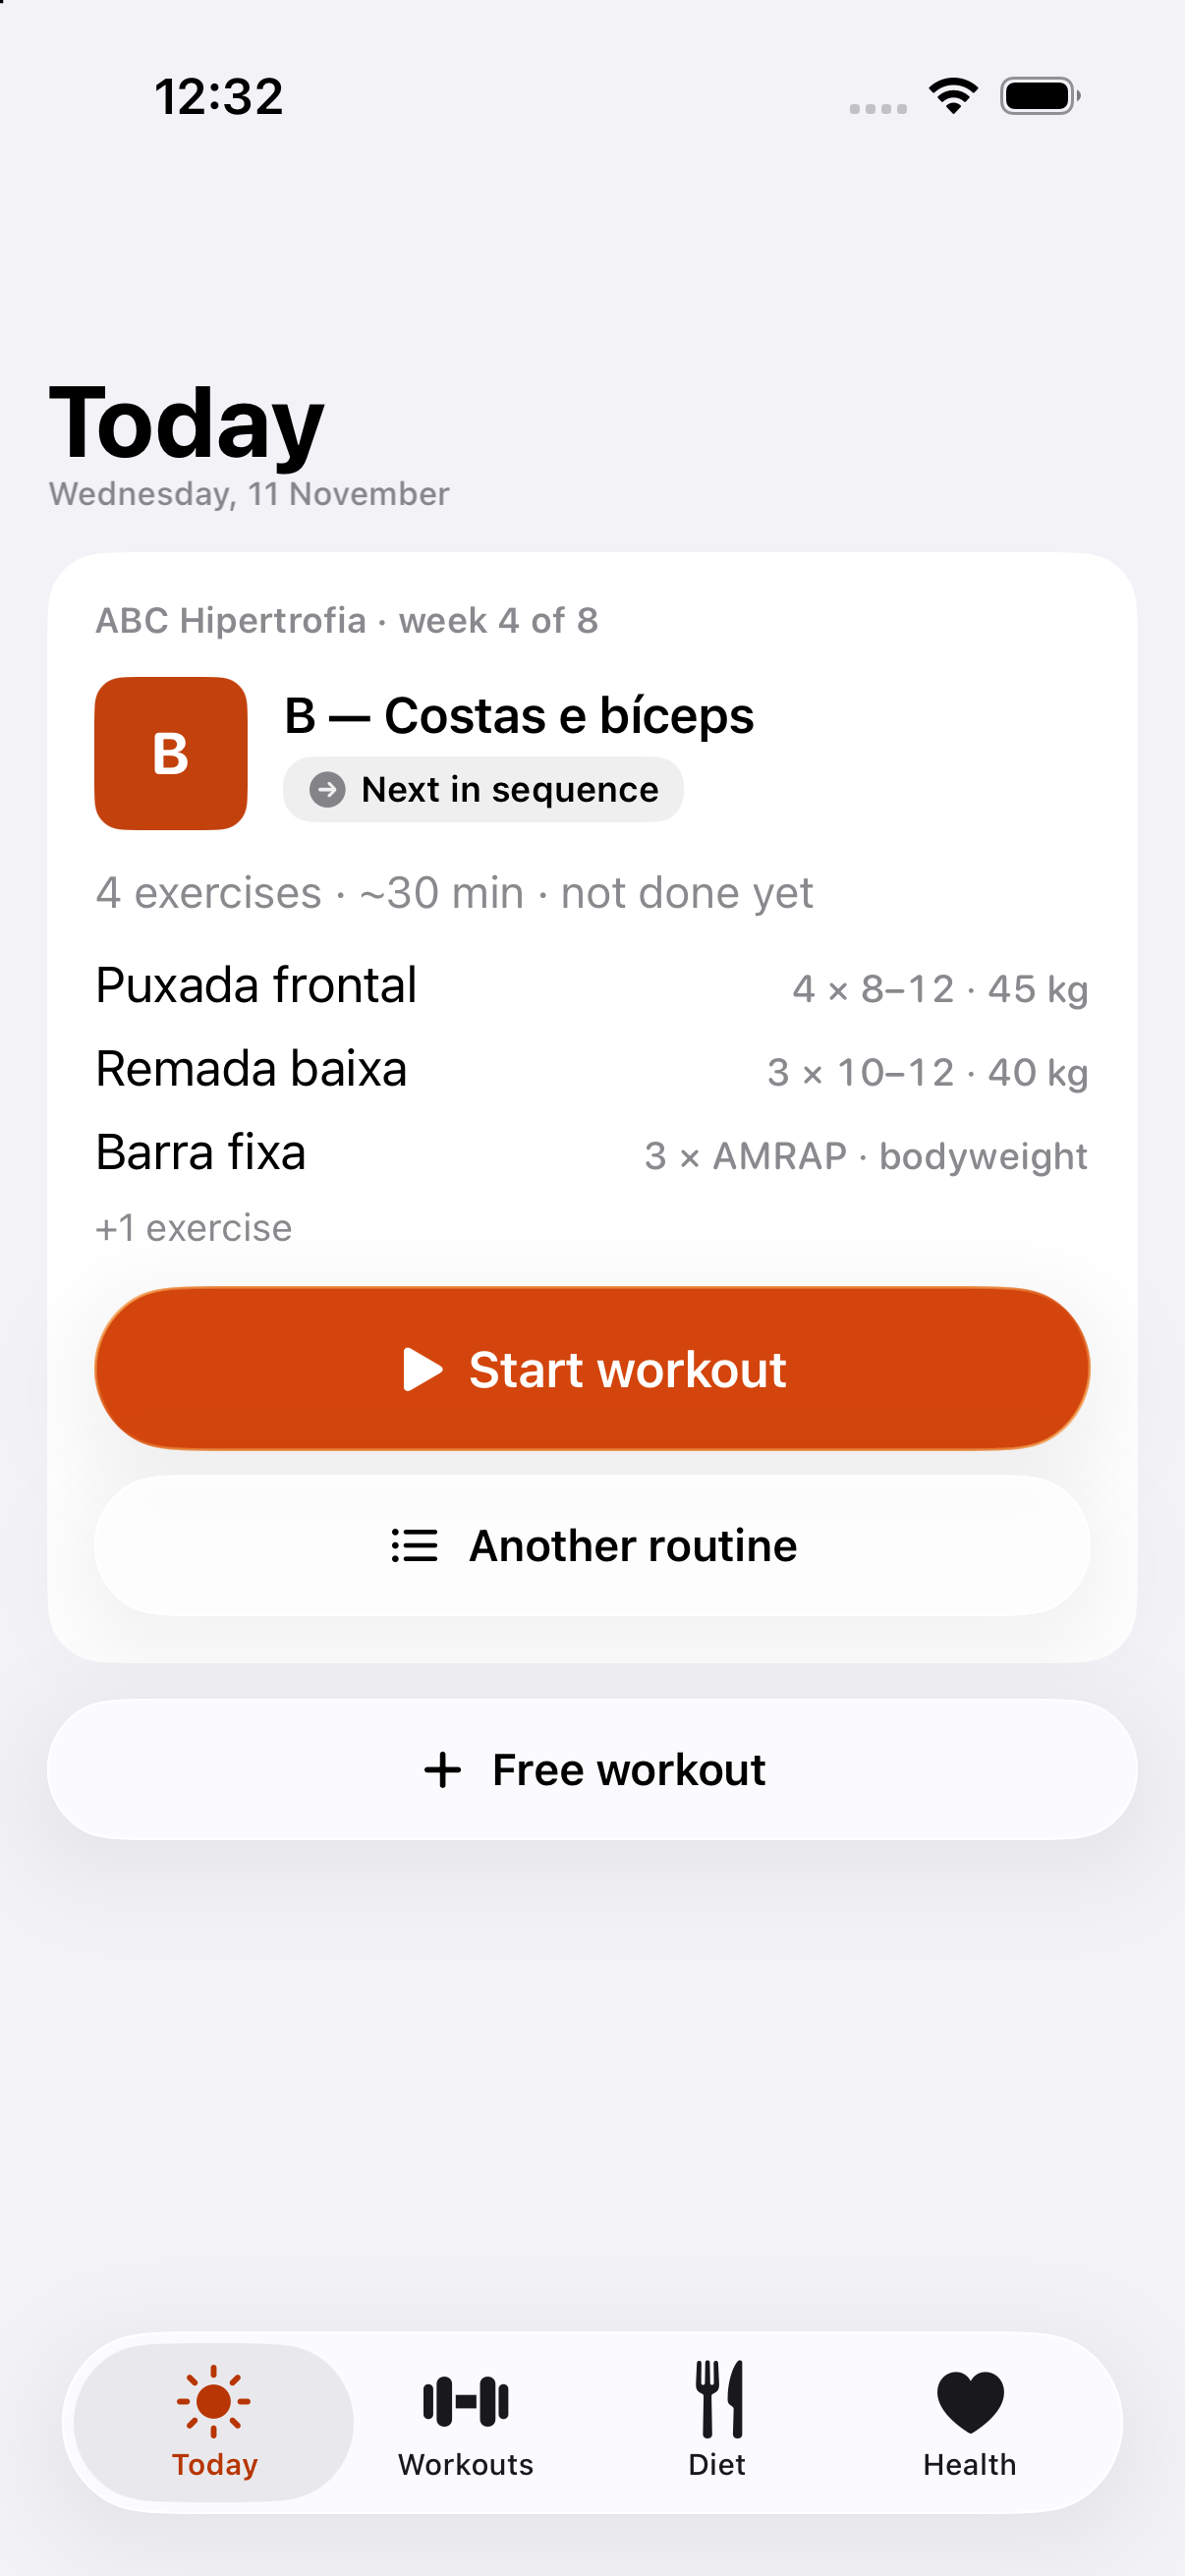 12:32
Today
Wednesday, 11 November
ABC Hipertrofia · week 4 of 8
B
B — Costas e bíceps
Next in sequence
4 exercises · ~30 min · not done yet
Puxada frontal 4 × 8–12 · 45 kg
Remada baixa 3 × 10–12 · 40 kg
Barra fixa 3 × AMRAP · bodyweight
+1 exercise
Start workout
Another routine
Free workout
Today Workouts Diet Health